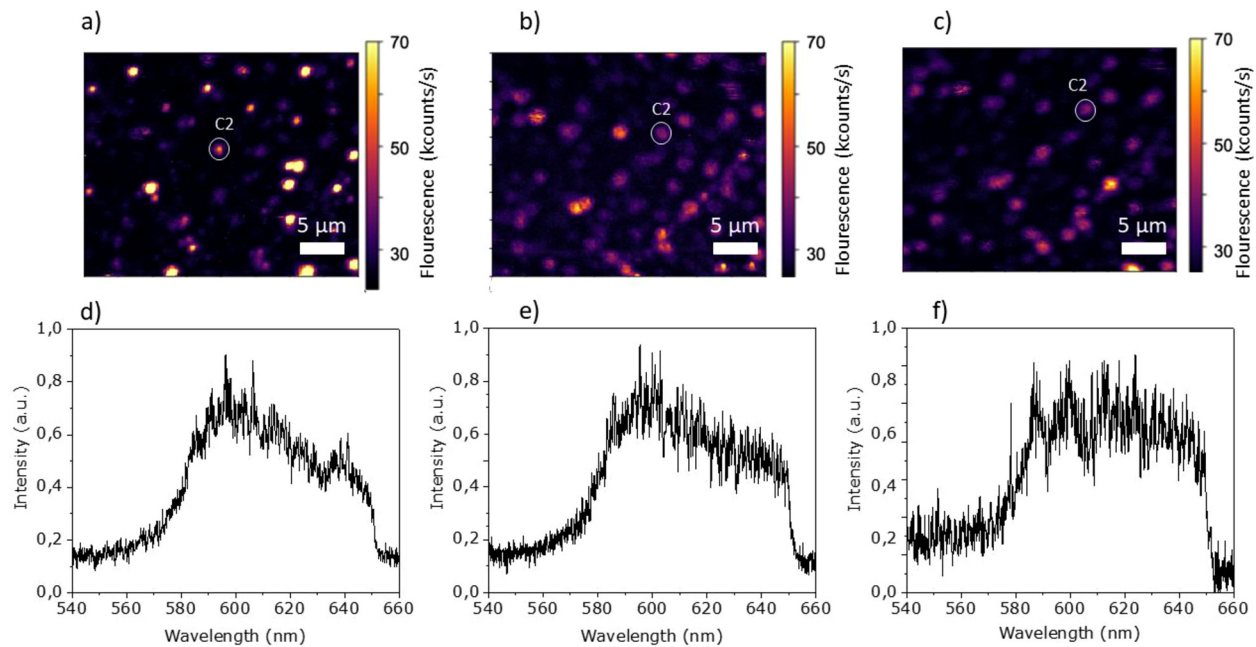 a)
C2
5 μm
70
50
30
Flourescence (kcounts/s)
b)
C2
5 μm
70
50
30
Flourescence (kcounts/s)
c)
C2
5 μm
70
50
30
Flourescence (kcounts/s)
d)
1,0
0,8
0,6
0,4
0,2
0,0
Intensity (a.u.)
540 560 580 600 620 640 660
Wavelength (nm)
e)
1,0
0,8
0,6
0,4
0,2
0,0
Intensity (a.u.)
540 560 580 600 620 640 660
Wavelength (nm)
f)
1,0
0,8
0,6
0,4
0,2
0,0
Intensity (a.u.)
540 560 580 600 620 640 660
Wavelength (nm)